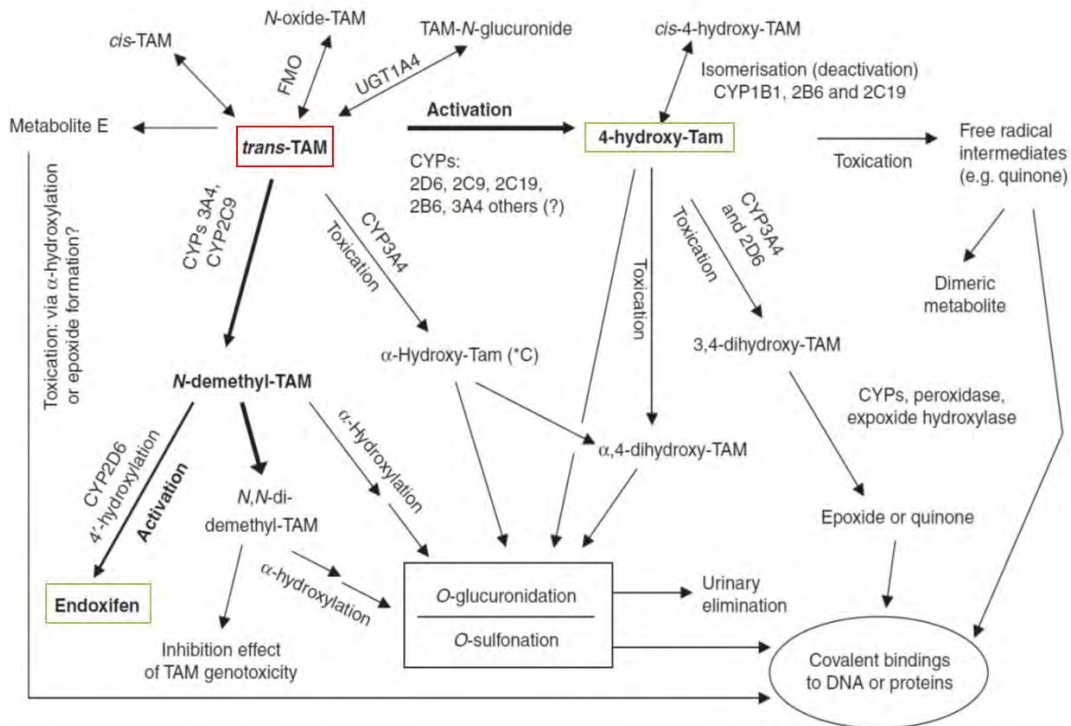 N-oxide-TAM
TAM-N-glucuronide
cis-4-hydroxy-TAM
cis-TAM
FMO
UGT1A4
Isomerisation (deactivation)
CYP1B1, 2B6 and 2C19
Metabolite E
trans-TAM
Activation
4-hydroxy-Tam
Toxication
Free radical
intermediates
(e.g. quinone)
CYPs:
2D6, 2C9, 2C19,
2B6, 3A4 others (?)
CYPs 3A4,
CYP2C9
CYP3A4
Toxication
Toxication
CYP3A4
and 2D6
Toxication
Toxication: via α-hydroxylation
or epoxide formation?
Dimeric
metabolite
α-Hydroxy-Tam (*C)
3,4-dihydroxy-TAM
N-demethyl-TAM
CYPs, peroxidase,
expoxide hydroxylase
α-Hydroxylation
α,4-dihydroxy-TAM
CYP2D6
4′-hydroxylation
Activation
N,N-di-
demethyl-TAM
Epoxide or quinone
α-hydroxylation
Endoxifen
O-glucuronidation
O-sulfonation
Urinary
elimination
Inhibition effect
of TAM genotoxicity
Covalent bindings
to DNA or proteins